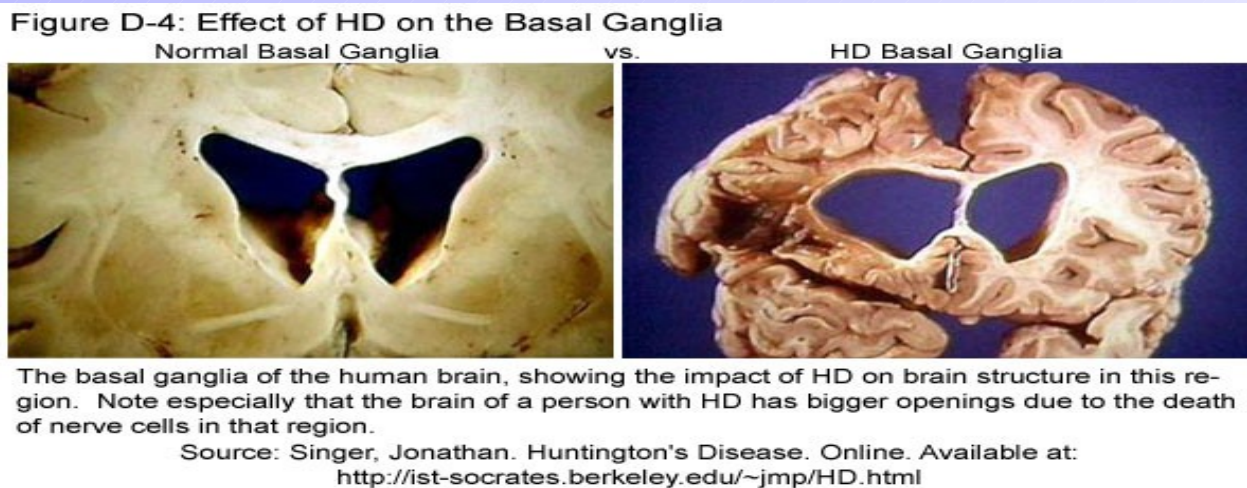 Figure D-4: Effect of HD on the Basal Ganglia
Normal Basal Ganglia vs. HD Basal Ganglia
The basal ganglia of the human brain, showing the impact of HD on brain structure in this re-
gion. Note especially that the brain of a person with HD has bigger openings due to the death
of nerve cells in that region.
Source: Singer, Jonathan. Huntington's Disease. Online. Available at:
http://ist-socrates.berkeley.edu/~jmp/HD.html